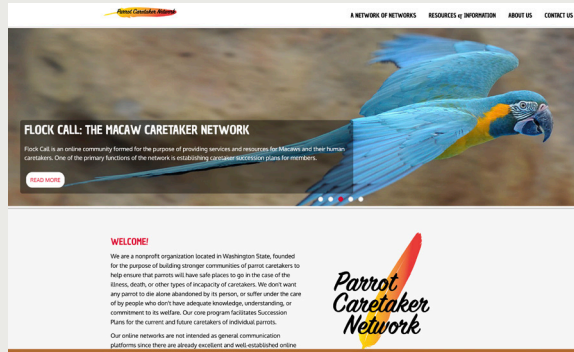 Parrot Caretaker Network
A NETWORK OF NETWORKS RESOURCES & INFORMATION ABOUT US CONTACT US
FLOCK CALL: THE MACAW CARETAKER NETWORK
Flock Call is an online community formed for the purpose of providing services and resources for Macaws and their human
caretakers. One of the primary functions of the network is establishing caretaker succession plans for members.
READ MORE
WELCOME!
We are a nonprofit organization located in Washington State, founded
for the purpose of building stronger communities of parrot caretakers to
help ensure that parrots will have safe places to go in the case of the
illness, death, or other types of incapacity of caretakers. We don't want
any parrot to die alone abandoned by its person, or suffer under the care
of by people who don't have adequate knowledge, understanding, or
commitment to its welfare. Our core program facilitates Succession
Plans for the current and future caretakers of individual parrots.
Our online networks are not intended as general communication
platforms since there are already excellent and well-established online
Parrot
Caretaker
Network